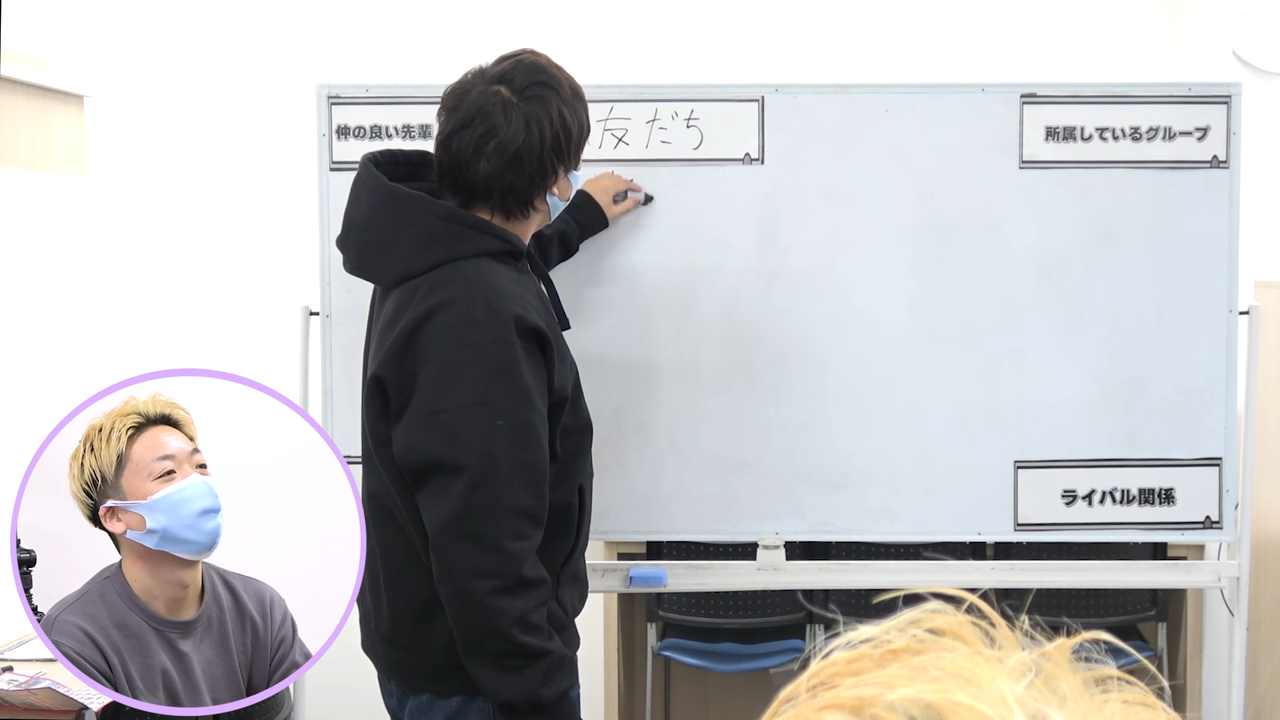 仲の良い先輩
友だち
所属しているグループ
ライバル関係